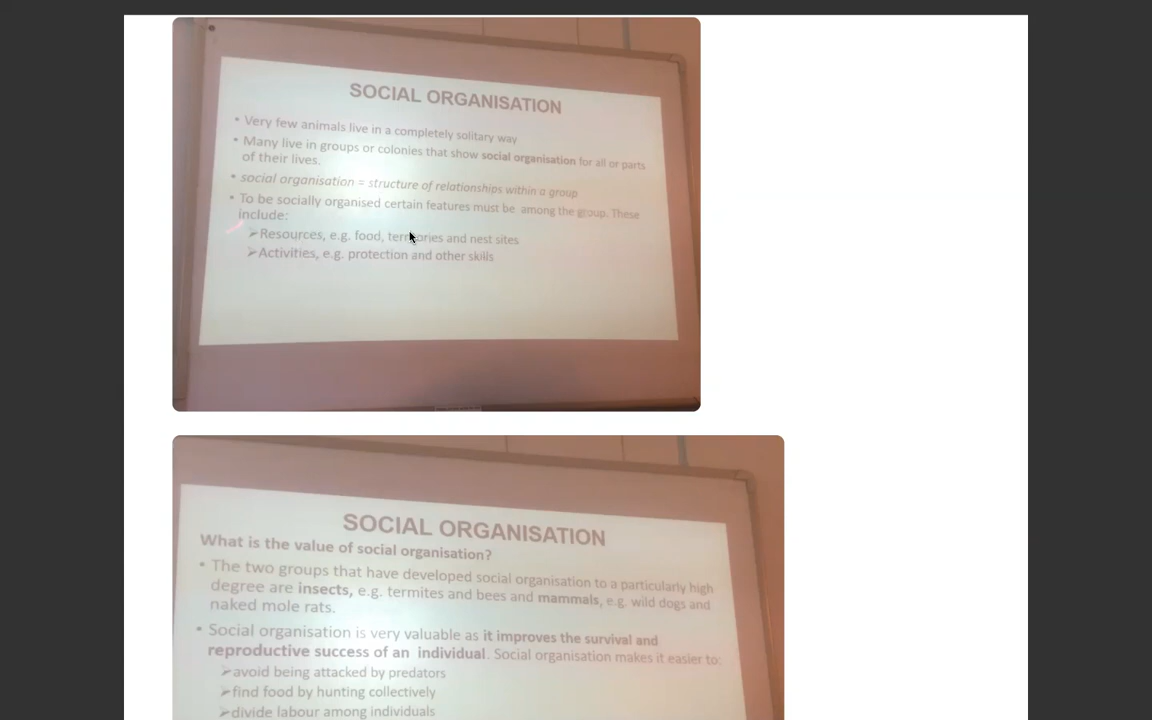 SOCIAL ORGANISATION
• Very few animals live in a completely solitary way
• Many live in groups or colonies that show social organisation for all or parts
of their lives.
• social organisation = structure of relationships within a group
• To be socially organised certain features must be among the group. These
include:
➢Resources, e.g. food, territories and nest sites
➢Activities, e.g. protection and other skills
SOCIAL ORGANISATION
What is the value of social organisation?
• The two groups that have developed social organisation to a particularly high
degree are insects, e.g. termites and bees and mammals, e.g. wild dogs and
naked mole rats.
• Social organisation is very valuable as it improves the survival and
reproductive success of an individual. Social organisation makes it easier to:
➢avoid being attacked by predators
➢find food by hunting collectively
➢divide labour among individuals